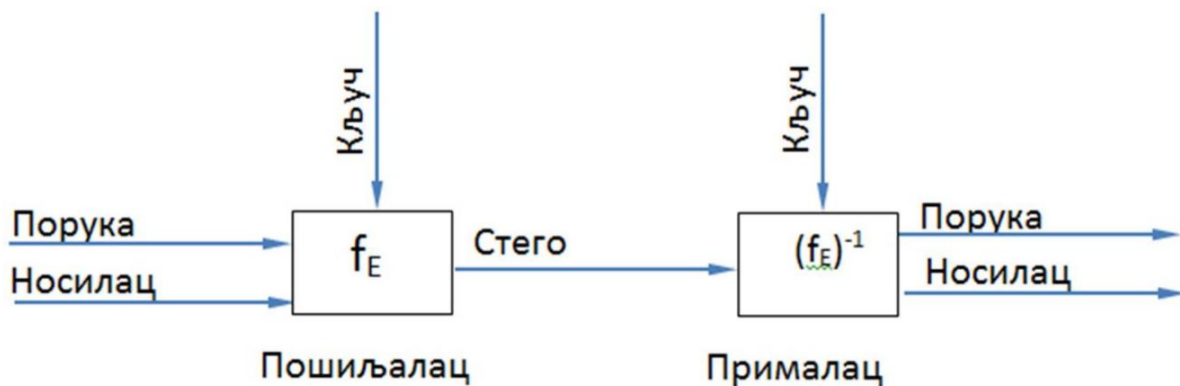 Кључ
Кључ
Порука
f_E
Стего
(f_E)^-1
Порука
Носилац
Носилац
Пошиљалац
Прималац